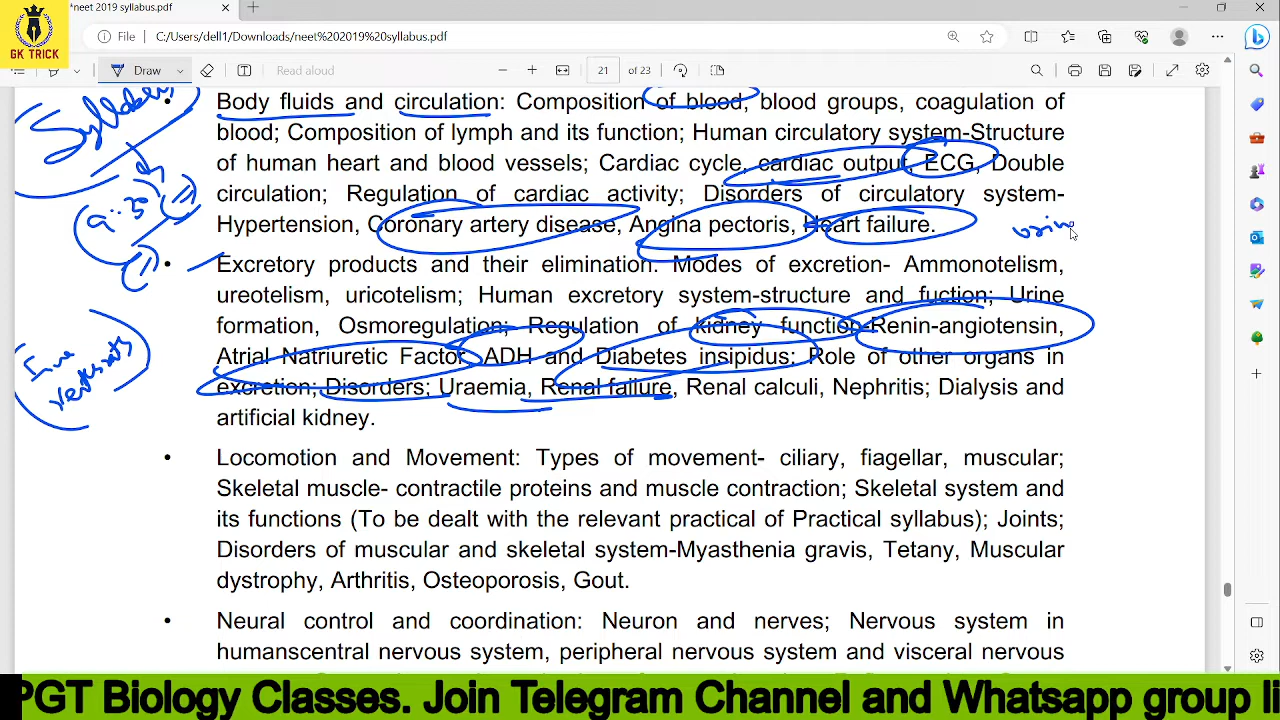 *neet 2019 syllabus.pdf
GK TRICK
File C:/Users/dell1/Downloads/neet%202019%20syllabus.pdf
Draw Read aloud 21 of 23
• Body fluids and circulation: Composition of blood, blood groups, coagulation of
blood; Composition of lymph and its function; Human circulatory system-Structure
of human heart and blood vessels; Cardiac cycle, cardiac output, ECG, Double
circulation; Regulation of cardiac activity; Disorders of circulatory system-
Hypertension, Coronary artery disease, Angina pectoris, Heart failure.
• Excretory products and their elimination: Modes of excretion- Ammonotelism,
ureotelism, uricotelism; Human excretory system-structure and fuction; Urine
formation, Osmoregulation; Regulation of kidney function-Renin-angiotensin,
Atrial Natriuretic Factor, ADH and Diabetes insipidus; Role of other organs in
excretion; Disorders; Uraemia, Renal failure, Renal calculi, Nephritis; Dialysis and
artificial kidney.
• Locomotion and Movement: Types of movement- ciliary, fiagellar, muscular;
Skeletal muscle- contractile proteins and muscle contraction; Skeletal system and
its functions (To be dealt with the relevant practical of Practical syllabus); Joints;
Disorders of muscular and skeletal system-Myasthenia gravis, Tetany, Muscular
dystrophy, Arthritis, Osteoporosis, Gout.
• Neural control and coordination: Neuron and nerves; Nervous system in
humanscentral nervous system, peripheral nervous system and visceral nervous
Syllabus
9:30
urin
PGT Biology Classes. Join Telegram Channel and Whatsapp group li